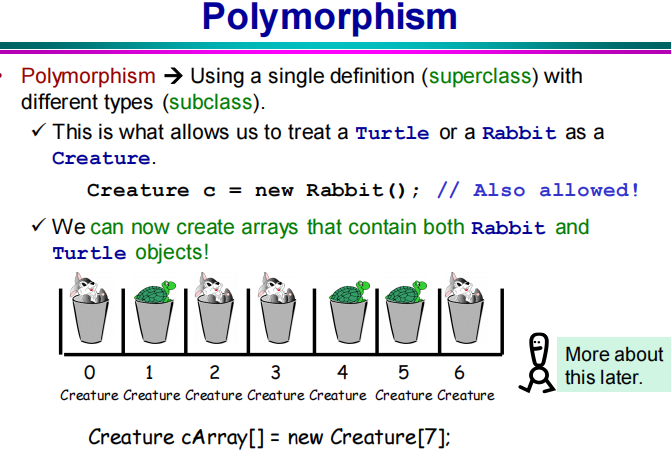 Polymorphism
• Polymorphism → Using a single definition (superclass) with
different types (subclass).
✓ This is what allows us to treat a Turtle or a Rabbit as a
Creature.
Creature c = new Rabbit(); // Also allowed!
✓ We can now create arrays that contain both Rabbit and
Turtle objects!
0 1 2 3 4 5 6
Creature Creature Creature Creature Creature Creature Creature
More about
this later.
Creature cArray[] = new Creature[7];